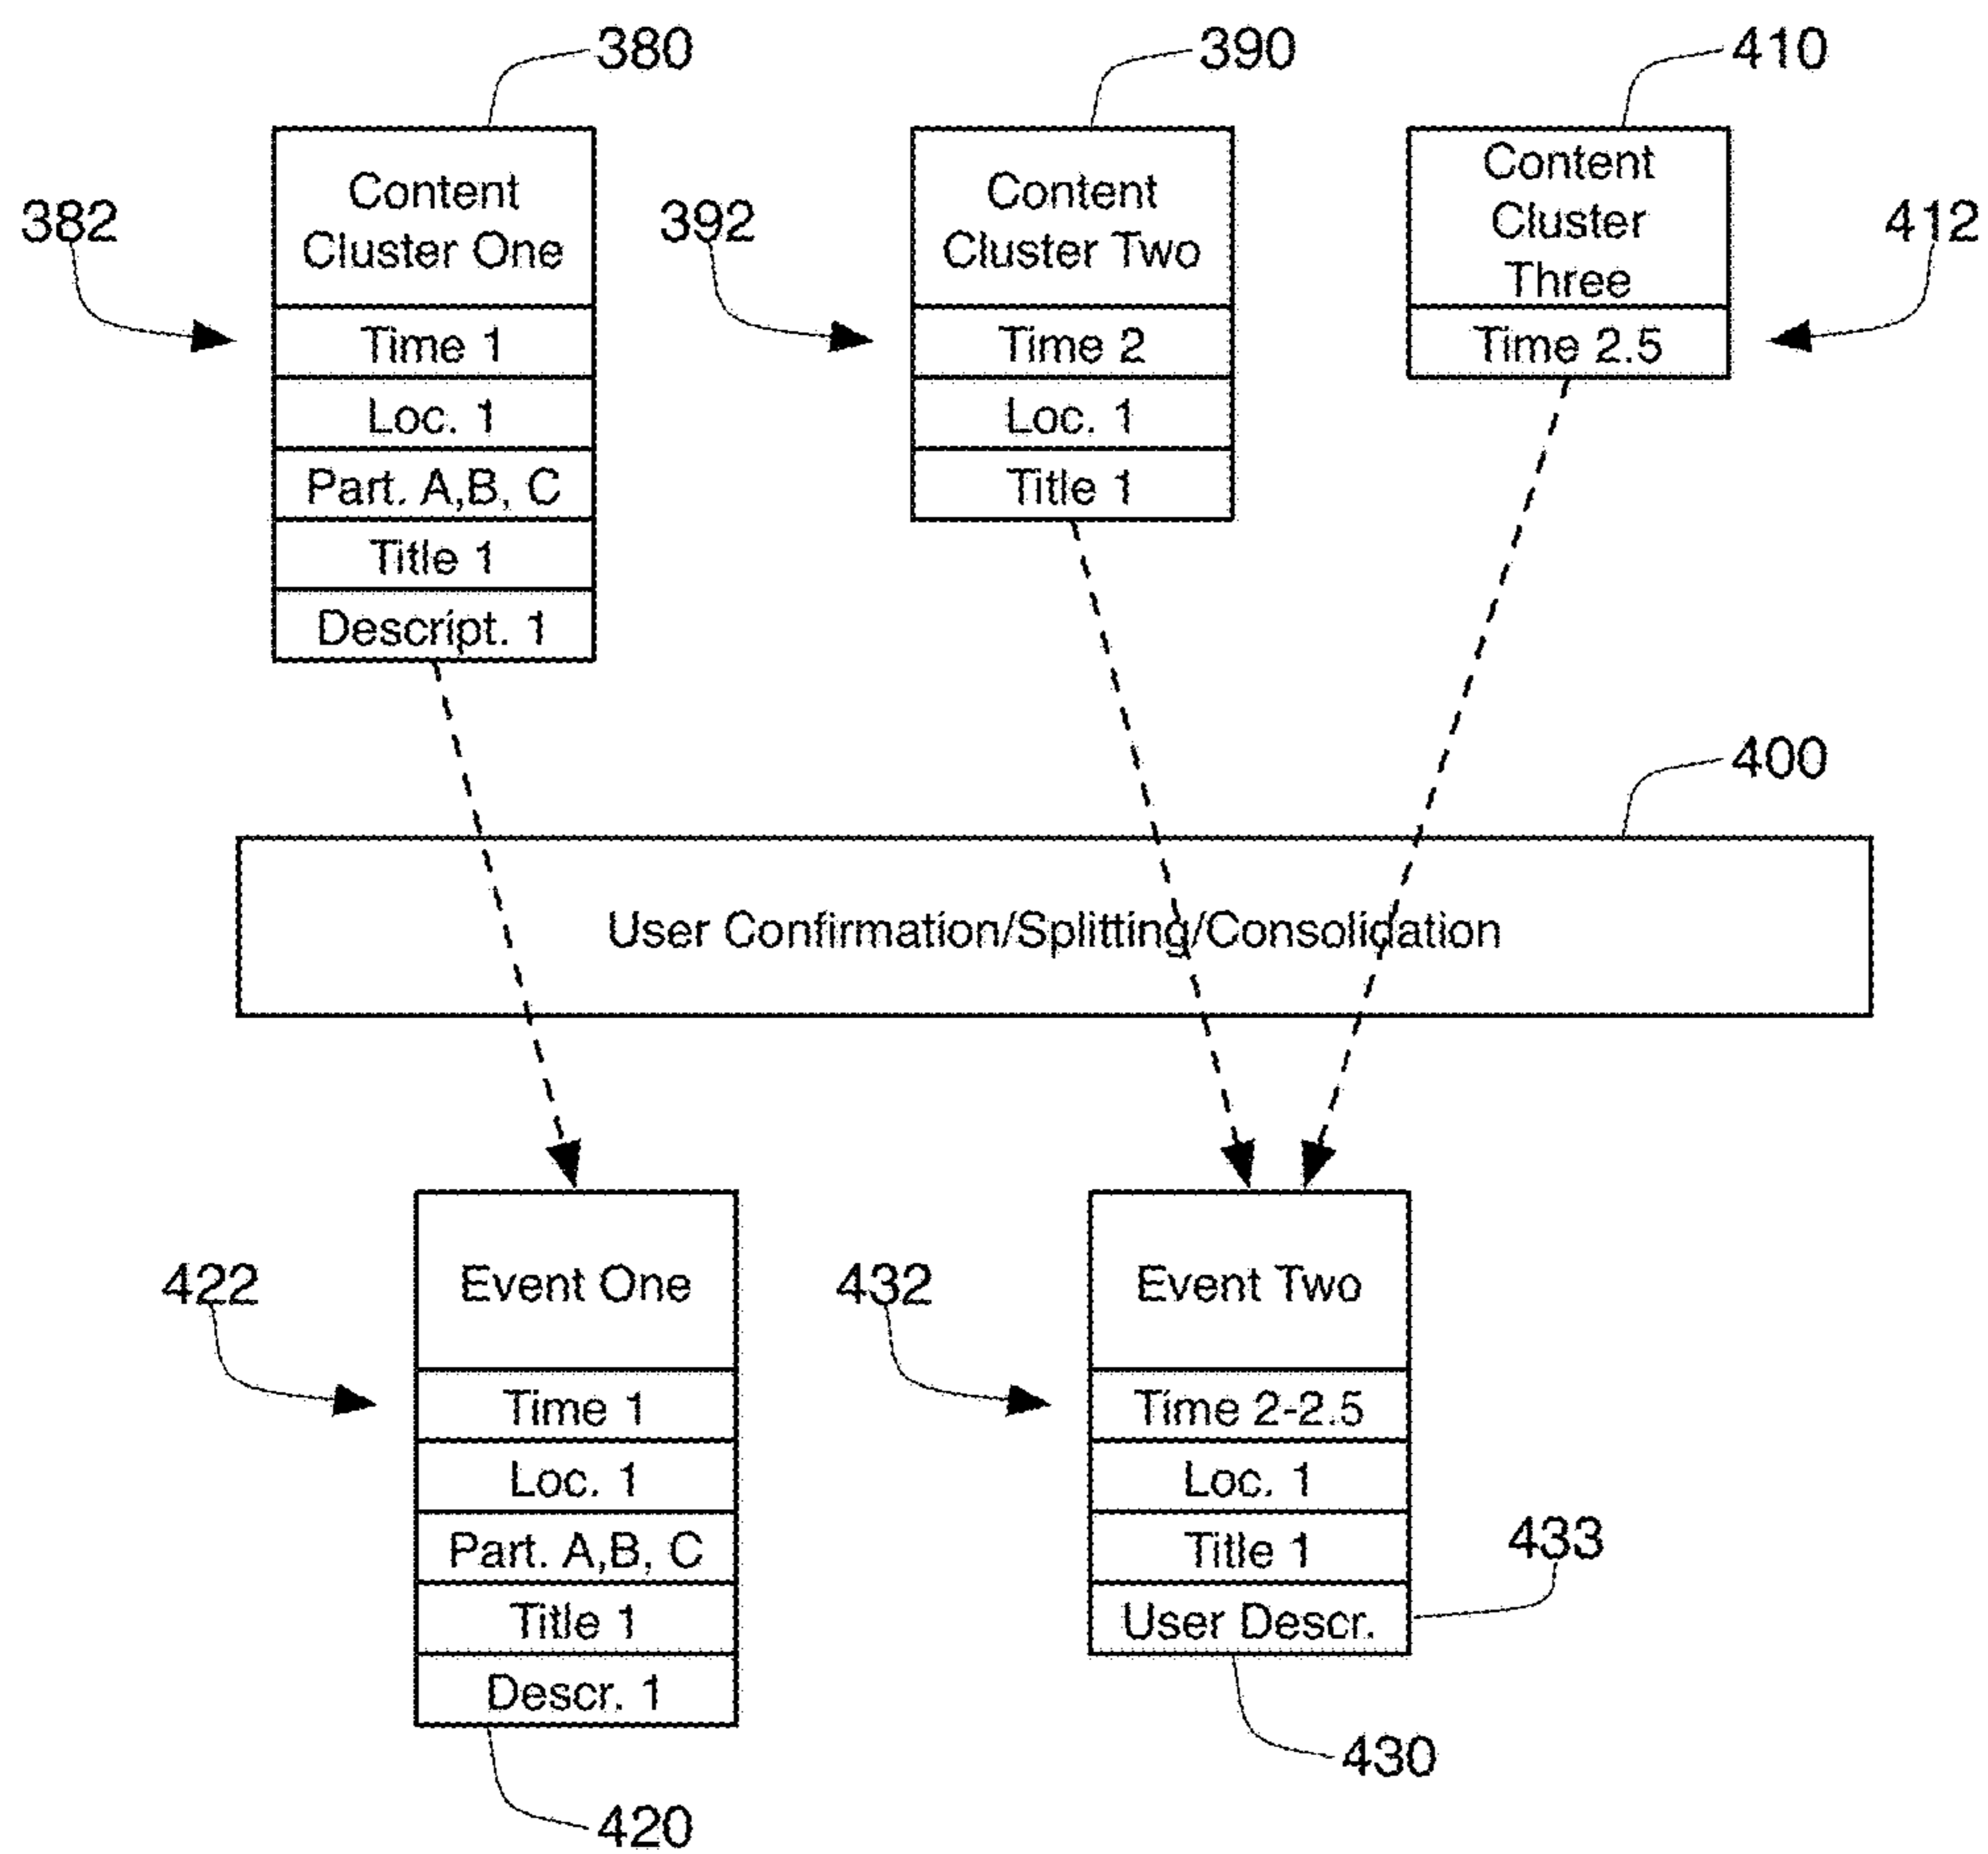 380
390
410
382
Content
Cluster One
Time 1
Loc. 1
Part. A,B, C
Title 1
Descript. 1
392
Content
Cluster Two
Time 2
Loc. 1
Title 1
Content
Cluster
Three
Time 2.5
412
400
User Confirmation/Splitting/Consolidation
422
Event One
Time 1
Loc. 1
Part. A,B, C
Title 1
Descr. 1
420
432
Event Two
Time 2-2.5
Loc. 1
Title 1
User Descr.
433
430